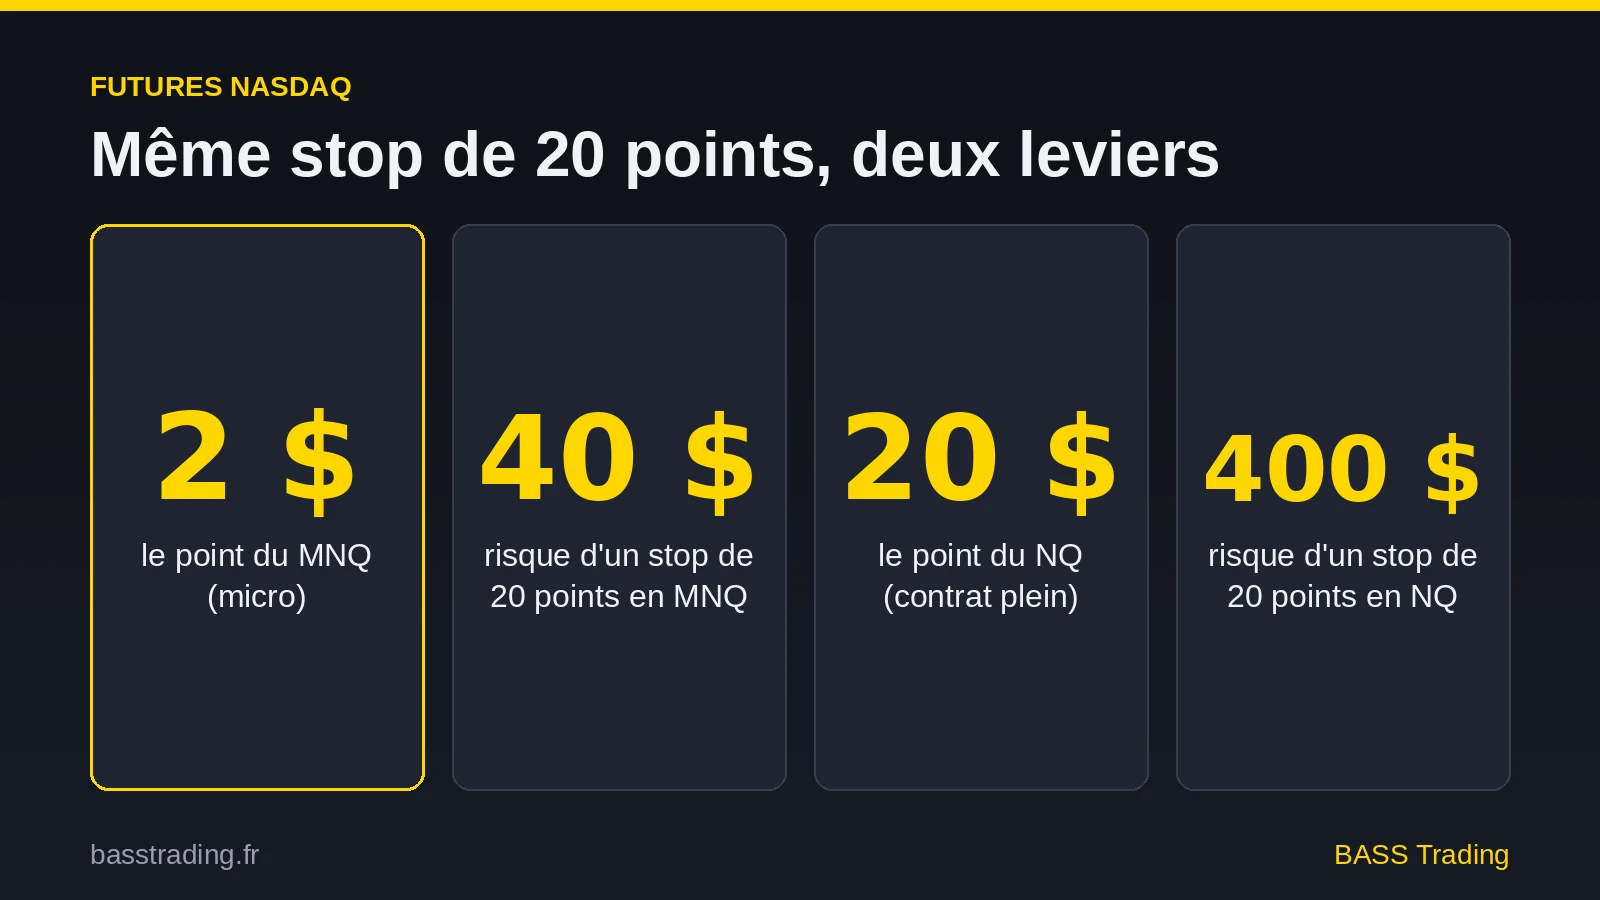 FUTURES NASDAQ
Même stop de 20 points, deux leviers
2 $
le point du MNQ
(micro)
40 $
risque d'un stop de
20 points en MNQ
20 $
le point du NQ
(contrat plein)
400 $
risque d'un stop de
20 points en NQ
basstrading.fr
BASS Trading